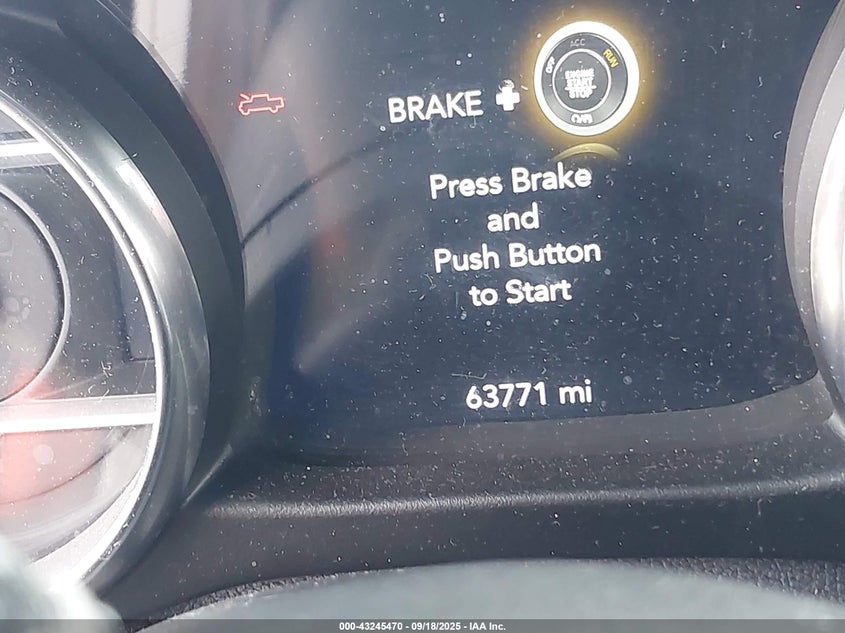 ACC
OFF
RUN
ENGINE
START
STOP
BRAKE +
Press Brake
and
Push Button
to Start
63771 mi
000-43245470 - 09/18/2025 - IAA Inc.